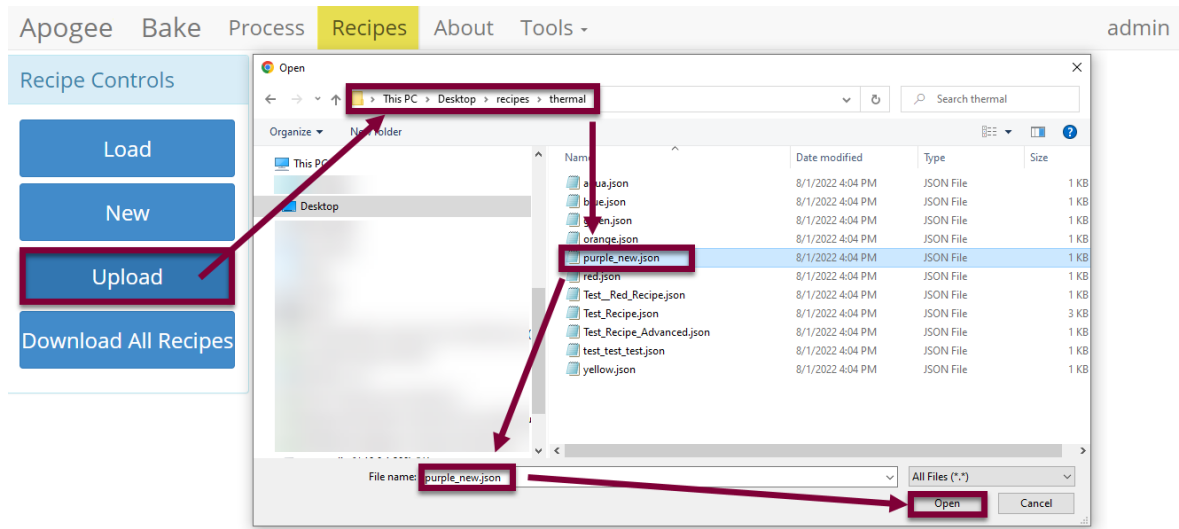 Apogee Bake Process Recipes About Tools admin
Recipe Controls
Load
New
Upload
Download All Recipes
Open
This PC > Desktop > recipes > thermal
Search thermal
Organize
New folder
This PC
Desktop
Name Date modified Type Size
aqua.json 8/1/2022 4:04 PM JSON File 1 KB
blue.json 8/1/2022 4:04 PM JSON File 1 KB
green.json 8/1/2022 4:04 PM JSON File 1 KB
orange.json 8/1/2022 4:04 PM JSON File 1 KB
purple_new.json 8/1/2022 4:04 PM JSON File 1 KB
red.json 8/1/2022 4:04 PM JSON File 1 KB
Test__Red_Recipe.json 8/1/2022 4:04 PM JSON File 1 KB
Test_Recipe.json 8/1/2022 4:04 PM JSON File 3 KB
Test_Recipe_Advanced.json 8/1/2022 4:04 PM JSON File 1 KB
test_test_test.json 8/1/2022 4:04 PM JSON File 1 KB
yellow.json 8/1/2022 4:04 PM JSON File 1 KB
File name: purple_new.json All Files (*.*)
Open Cancel